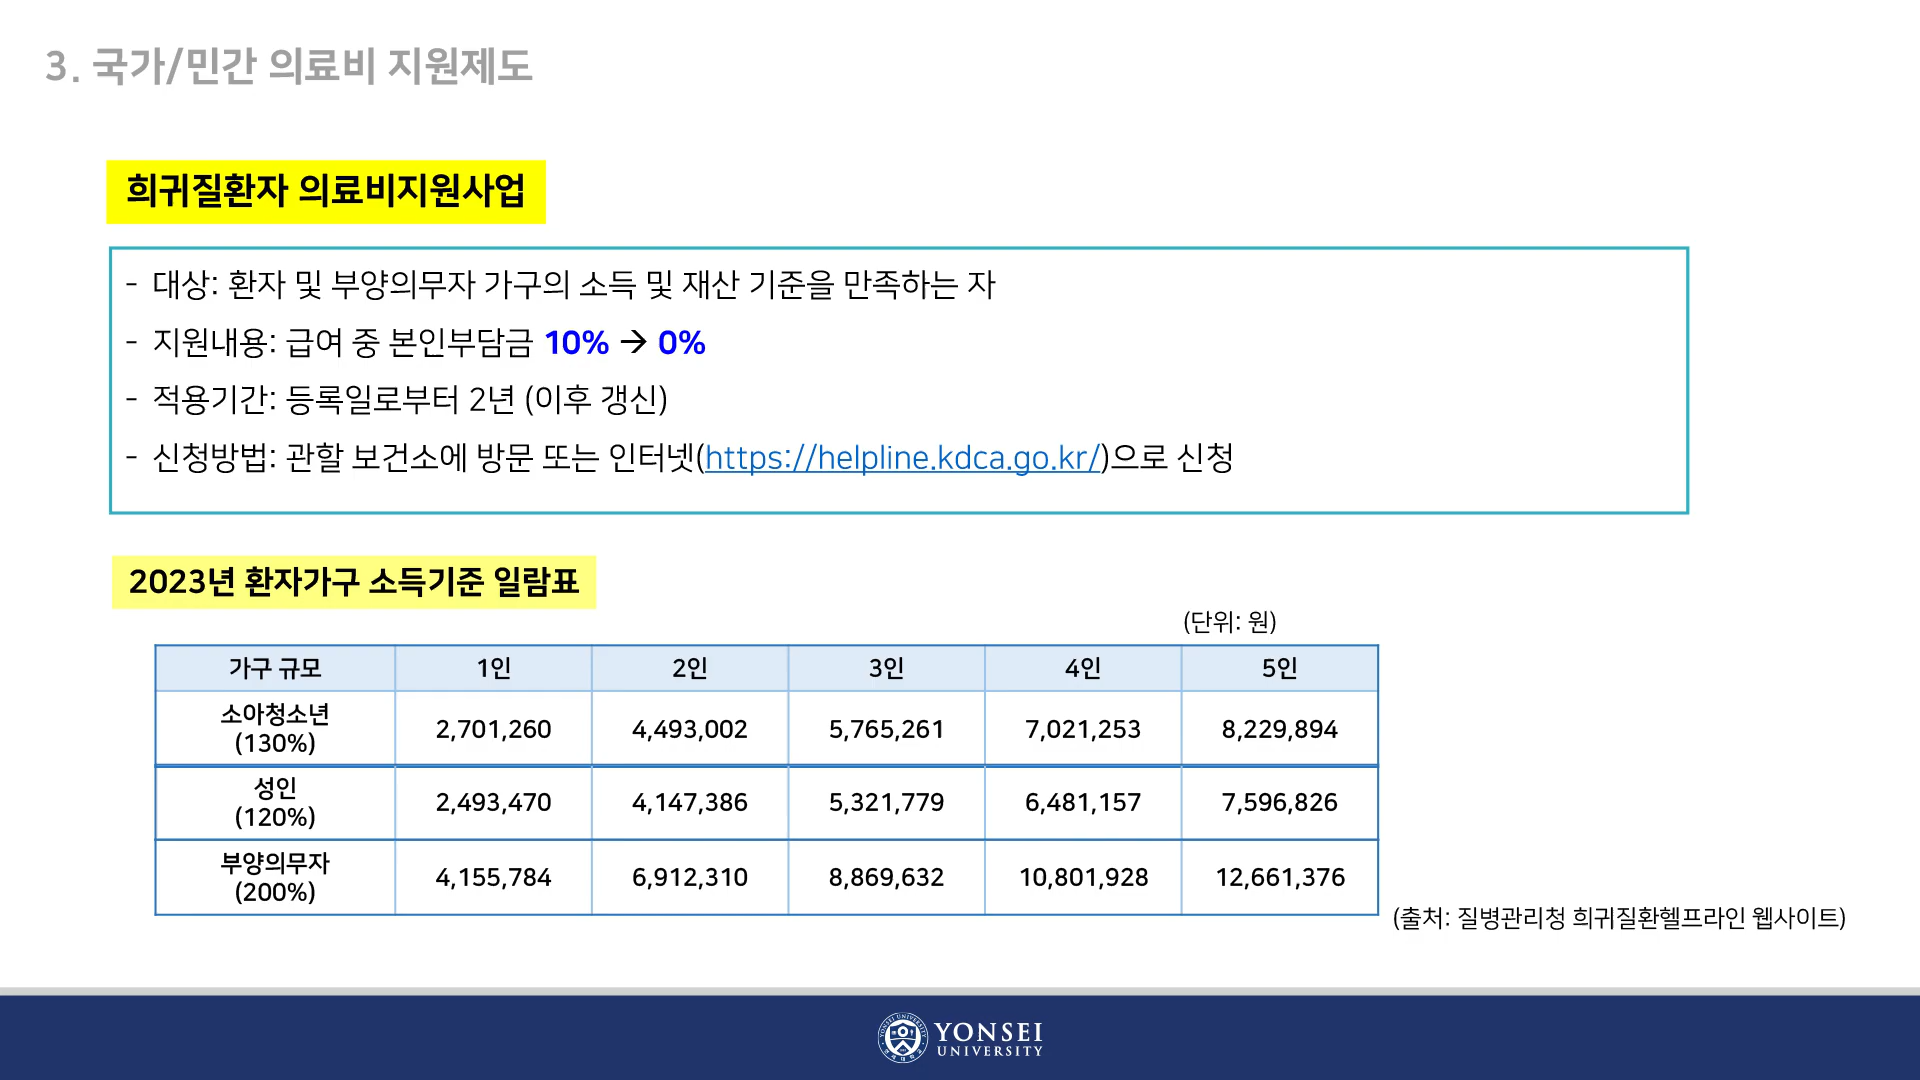 3. 국가/민간 의료비 지원제도
희귀질환자 의료비지원사업
- 대상: 환자 및 부양의무자 가구의 소득 및 재산 기준을 만족하는 자
- 지원내용: 급여 중 본인부담금 10% → 0%
- 적용기간: 등록일로부터 2년 (이후 갱신)
- 신청방법: 관할 보건소에 방문 또는 인터넷(https://helpline.kdca.go.kr/)으로 신청
2023년 환자가구 소득기준 일람표
(단위: 원)
가구 규모 1인 2인 3인 4인 5인
소아청소년
(130%) 2,701,260 4,493,002 5,765,261 7,021,253 8,229,894
성인
(120%) 2,493,470 4,147,386 5,321,779 6,481,157 7,596,826
부양의무자
(200%) 4,155,784 6,912,310 8,869,632 10,801,928 12,661,376
(출처: 질병관리청 희귀질환헬프라인 웹사이트)
YONSEI
UNIVERSITY